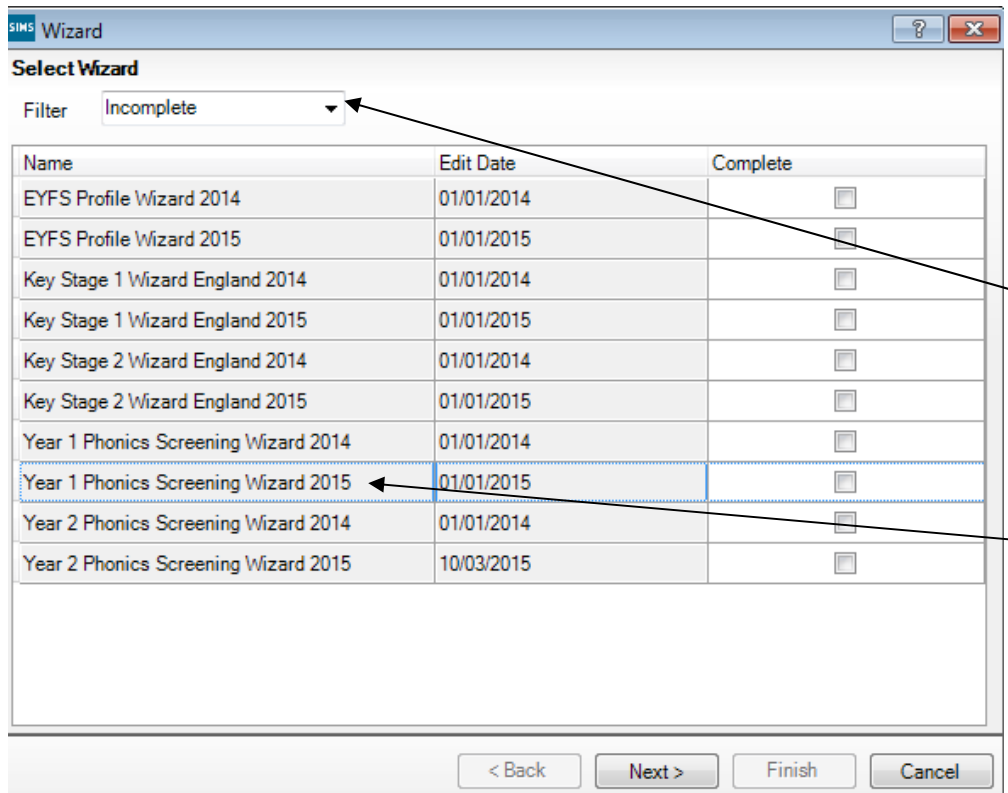 SIMS Wizard ?
Select Wizard
Filter Incomplete
Name Edit Date Complete
EYFS Profile Wizard 2014 01/01/2014
EYFS Profile Wizard 2015 01/01/2015
Key Stage 1 Wizard England 2014 01/01/2014
Key Stage 1 Wizard England 2015 01/01/2015
Key Stage 2 Wizard England 2014 01/01/2014
Key Stage 2 Wizard England 2015 01/01/2015
Year 1 Phonics Screening Wizard 2014 01/01/2014
Year 1 Phonics Screening Wizard 2015 01/01/2015
Year 2 Phonics Screening Wizard 2014 01/01/2014
Year 2 Phonics Screening Wizard 2015 10/03/2015
< Back Next > Finish Cancel